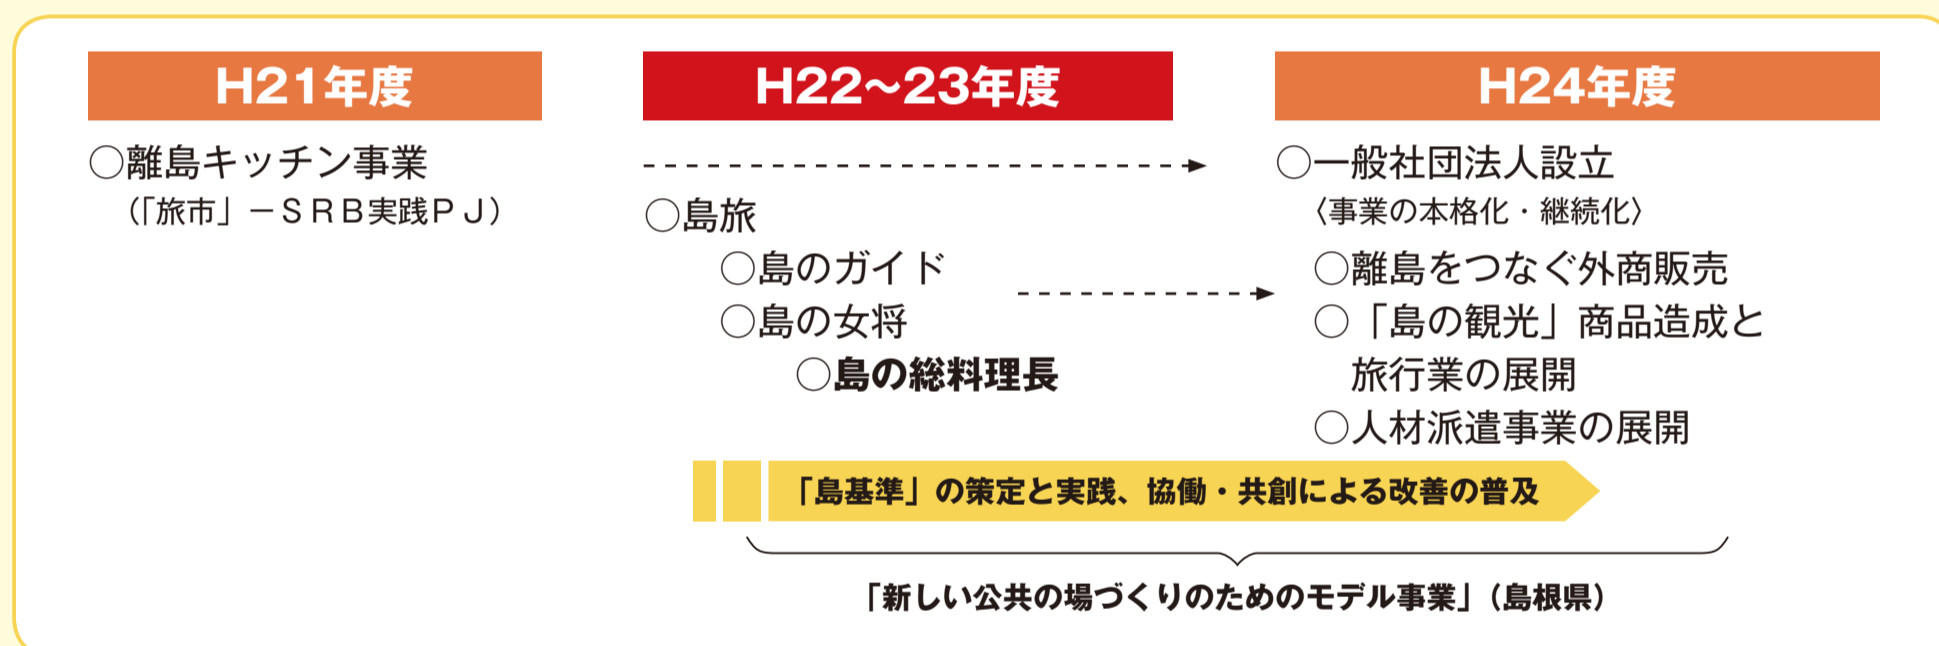 H21年度
○離島キッチン事業
(「旅市」－ＳＲＢ実践ＰＪ)
H22～23年度
○島旅
○島のガイド
○島の女将
○島の総料理長
H24年度
○一般社団法人設立
〈事業の本格化・継続化〉
○離島をつなぐ外商販売
○「島の観光」商品造成と
旅行業の展開
○人材派遣事業の展開
「島基準」の策定と実践、協働・共創による改善の普及
「新しい公共の場づくりのためのモデル事業」（島根県）